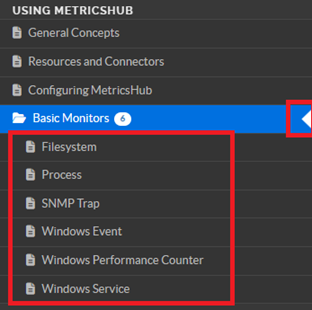 USING METRICSHUB
General Concepts
Resources and Connectors
Configuring MetricsHub
Basic Monitors 6
Filesystem
Process
SNMP Trap
Windows Event
Windows Performance Counter
Windows Service